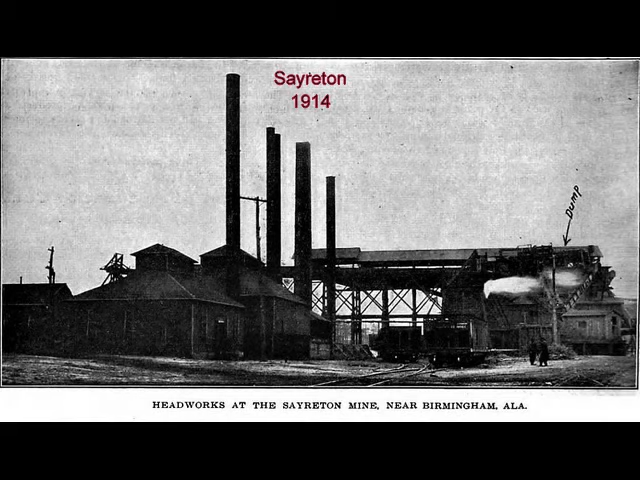 Sayreton
1914
DUMP
HEADWORKS AT THE SAYRETON MINE, NEAR BIRMINGHAM, ALA.